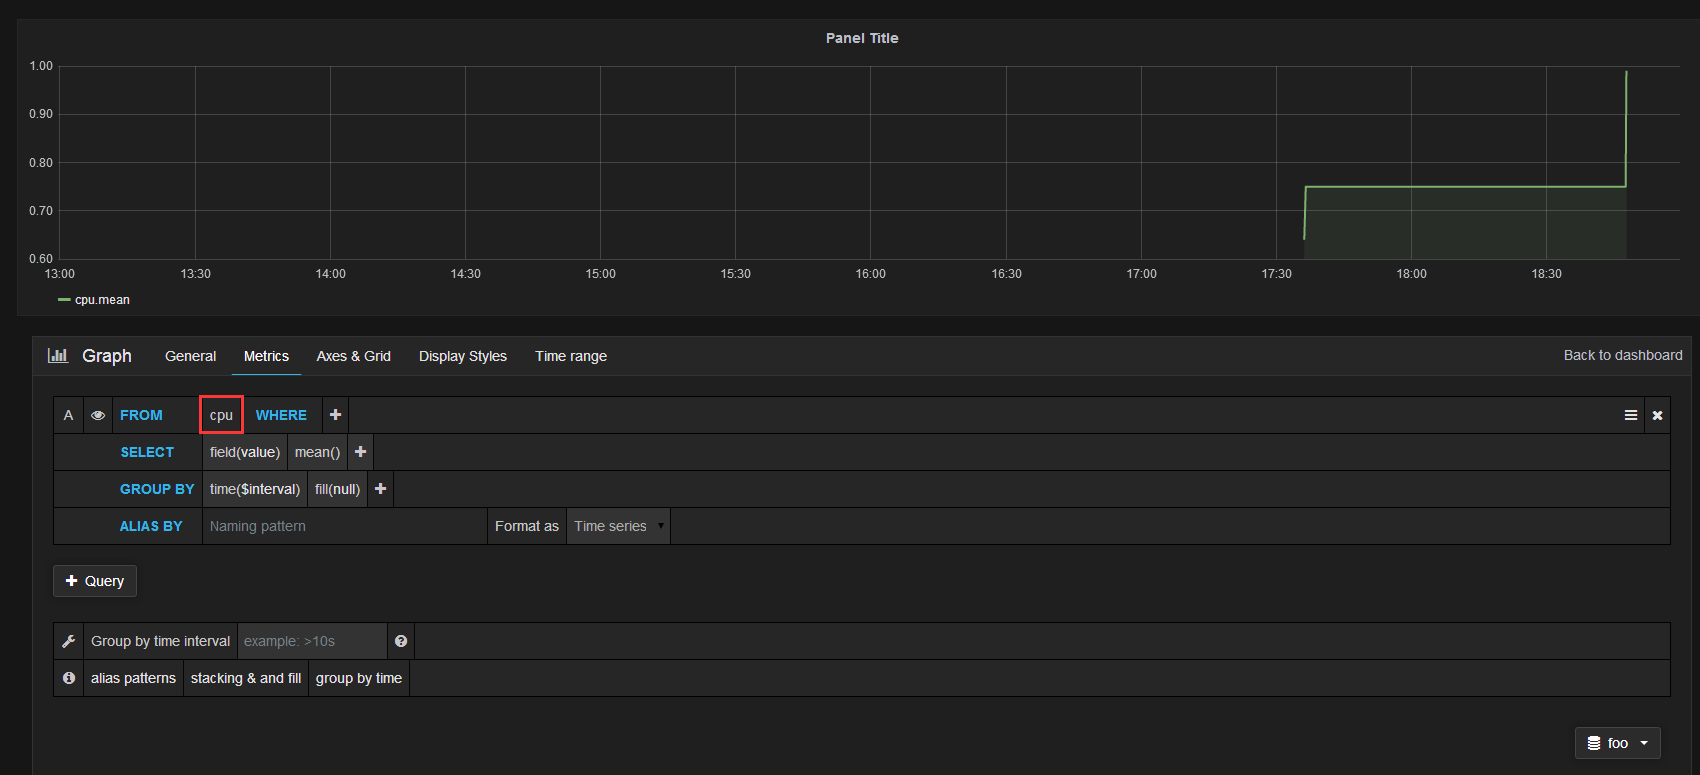 Panel Title
1.00
0.90
0.80
0.70
0.60
13:00 13:30 14:00 14:30 15:00 15:30 16:00 16:30 17:00 17:30 18:00 18:30
cpu.mean
Graph General Metrics Axes & Grid Display Styles Time range Back to dashboard
A FROM cpu WHERE
SELECT field(value) mean()
GROUP BY time($interval) fill(null)
ALIAS BY Naming pattern Format as Time series
Query
Group by time interval example: >10s
alias patterns stacking & and fill group by time
foo